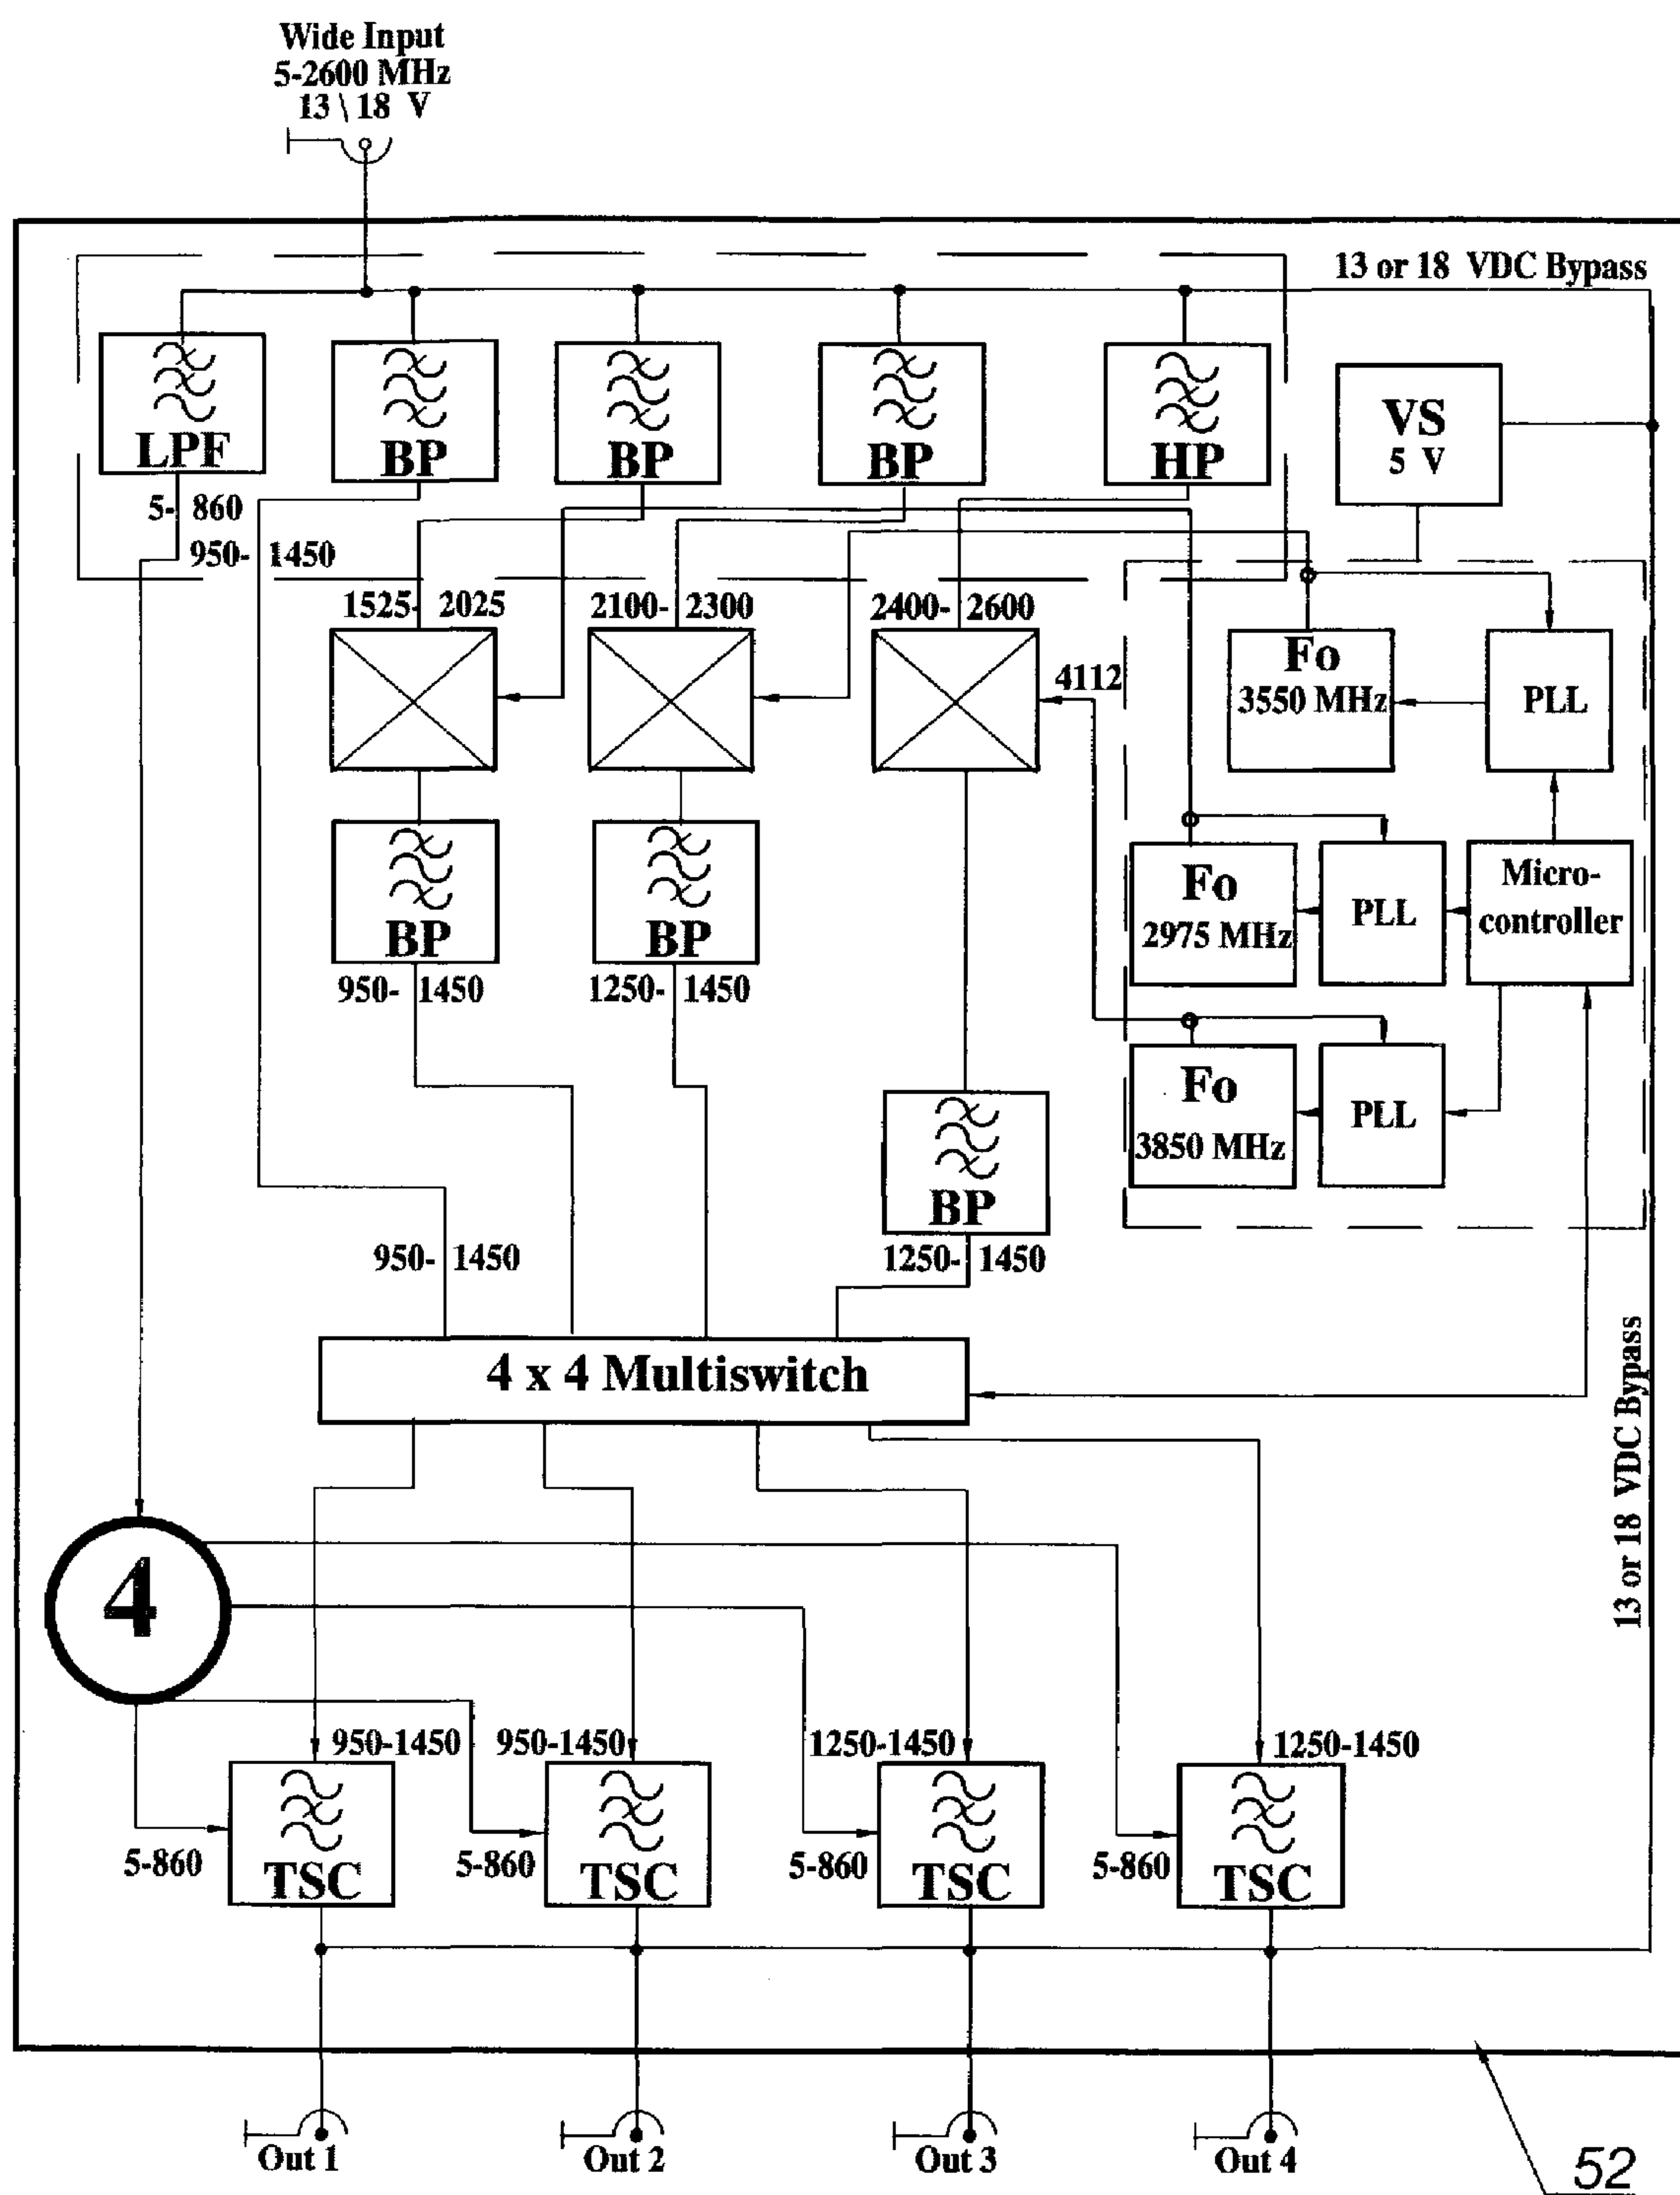 Wide Input
5-2600 MHz
13 \ 18 V
13 or 18 VDC Bypass
LPF
BP
BP
BP
HP
VS
5 V
5- 860
950- 1450
1525- 2025
2100- 2300
2400- 2600
4112
Fo
3550 MHz
PLL
BP
BP
Fo
2975 MHz
PLL
Micro-
controller
950- 1450
1250- 1450
Fo
3850 MHz
PLL
BP
950- 1450
1250- 1450
4 x 4 Multiswitch
13 or 18 VDC Bypass
4
950-1450
950-1450
1250-1450
1250-1450
5-860
TSC
5-860
TSC
5-860
TSC
5-860
TSC
Out 1
Out 2
Out 3
Out 4
52